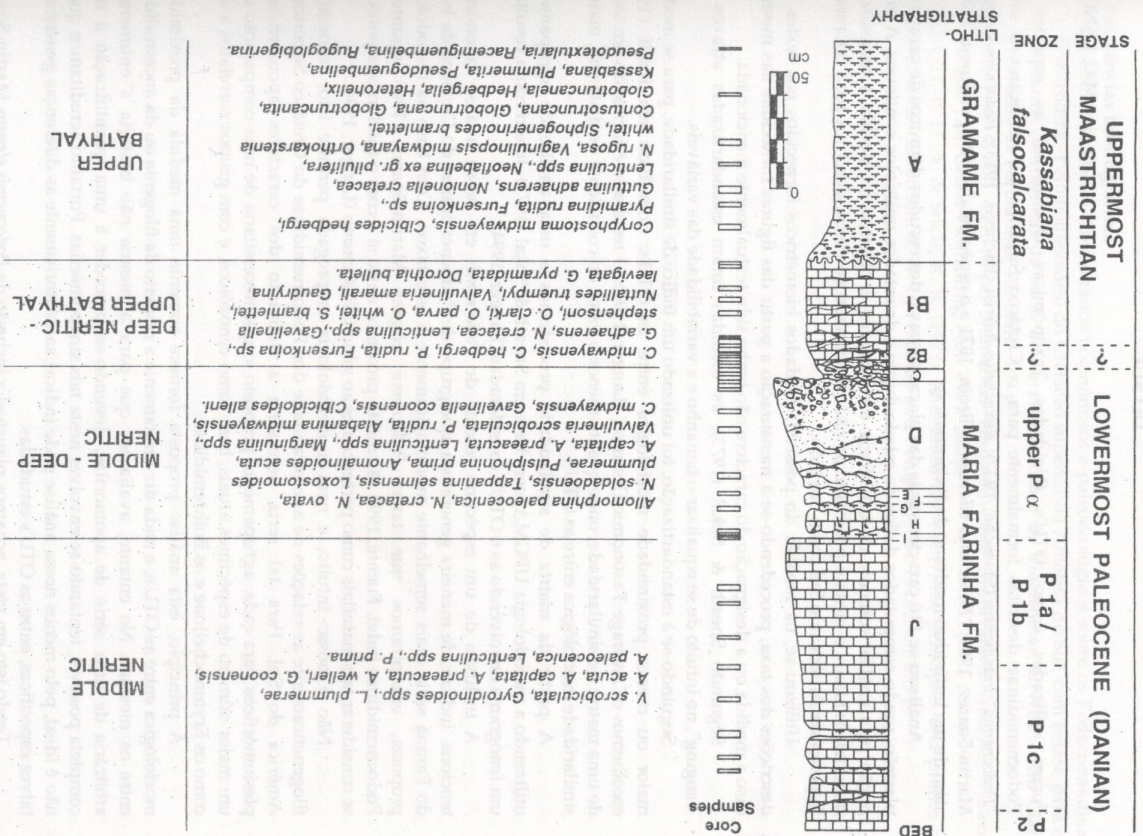 BED
Core
Samples
LOWERMOST PALEOCENE (DANIAN)
P 2
P 1c
P 1a/
P 1b
upper P α
-?-
-?-
UPPERMOST
MAASTRICHTIAN
Kassabiana
falsocalcarata
STAGE
ZONE
LITHO-
STRATIGRAPHY
MARIA FARINHA FM.
GRAMAME FM.
J
I
H
G
F
E
D
C
B2
B1
A
0
50
cm
V. scrobiculata, Gyroidinoides spp., L. plummerae,
A. acuta, A. capitata, A. praeacuta, A. welleri, G. coonensis,
A. paleocenica, Lenticulina spp., P. prima.
MIDDLE
NERITIC
Allomorphina paleocenica, N. cretacea, N. ovata,
N. soldadoensis, Tappanina selmensis, Loxostomoides
plummerae, Pulsiphonina prima, Anomalinoides acuta,
A. capitata, A. praeacuta, Lenticulina spp., Marginulina spp.,
Valvulineria scrobiculata, P. rudita, Alabamina midwayensis,
C. midwayensis, Gavelinella coonensis, Cibicidoides alleni.
MIDDLE - DEEP
NERITIC
C. midwayensis, C. hedbergi, P. rudita, Fursenkoina sp.,
G. adhaerens, N. cretacea, Lenticulina spp.,Gavelinella
stephensoni, O. clarki, O. parva, O. whitei, S. bramlettei,
Nuttallides truempyi, Valvulineria amarali, Gaudryina
laevigata, G. pyramidata, Dorothia bulleta.
DEEP NERITIC -
UPPER BATHYAL
Coryphostoma midwayensis, Cibicides hedbergi,
Pyramidina rudita, Fursenkoina sp.,
Guttulina adhaerens, Nonionella cretacea,
Lenticulina spp., Neoflabellina ex gr. pilulifera,
N. rugosa, Vaginulinopsis midwayana, Orthokarstenia
whitei, Siphogenerinoides bramlettei.
Contusotruncana, Globotruncana, Globotruncanita,
Globotruncanella, Hedbergella, Heterohelix,
Kassabiana, Plummerita, Pseudoguembelina,
Pseudotextularia, Racemiguembelina, Rugoglobigerina.
UPPER
BATHYAL